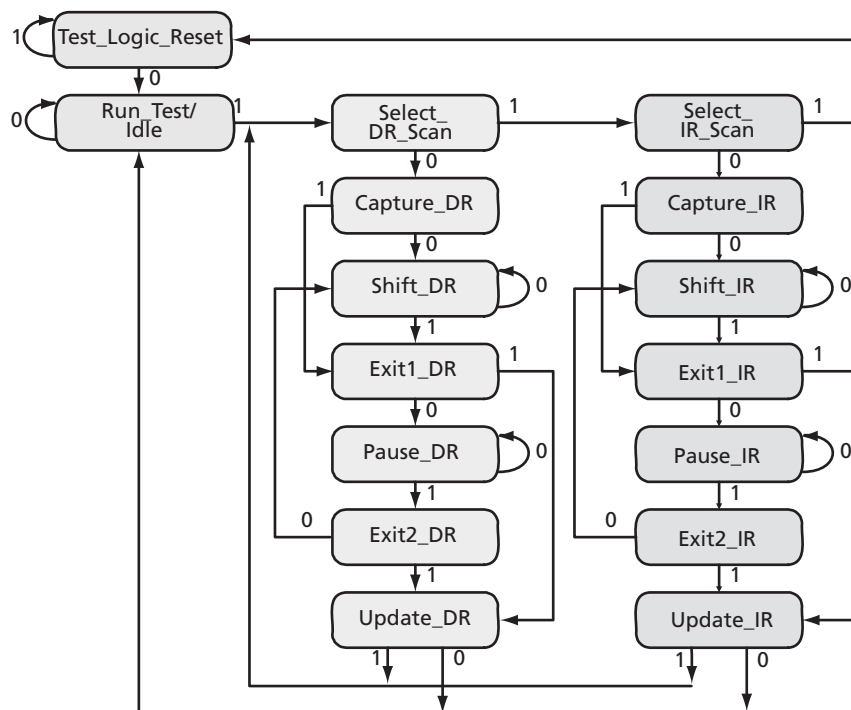 Test_Logic_Reset
1
0
Run_Test/
Idle
0
1
Select_
DR_Scan
1
0
Select_
IR_Scan
1
0
Capture_DR
1
0
Capture_IR
1
0
Shift_DR
0
1
Shift_IR
0
1
Exit1_DR
1
0
Exit1_IR
1
0
Pause_DR
0
1
Pause_IR
0
1
Exit2_DR
0
1
Exit2_IR
0
1
Update_DR
1
0
Update_IR
1
0